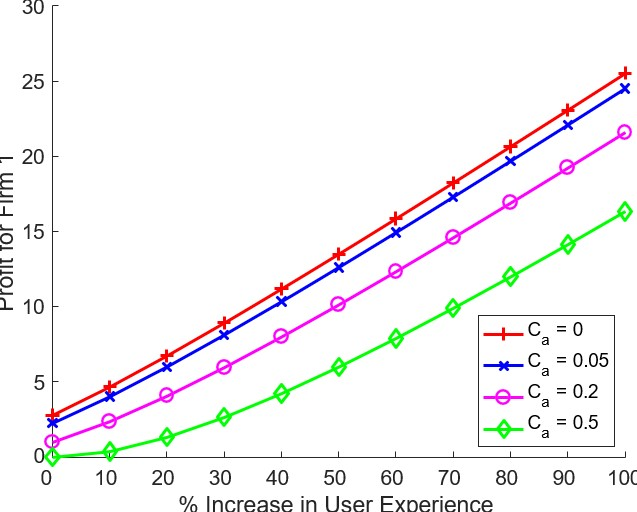 30
25
20
15
10
5
0
Profit for Firm 1
0 10 20 30 40 50 60 70 80 90 100
% Increase in User Experience
C_a = 0
C_a = 0.05
C_a = 0.2
C_a = 0.5